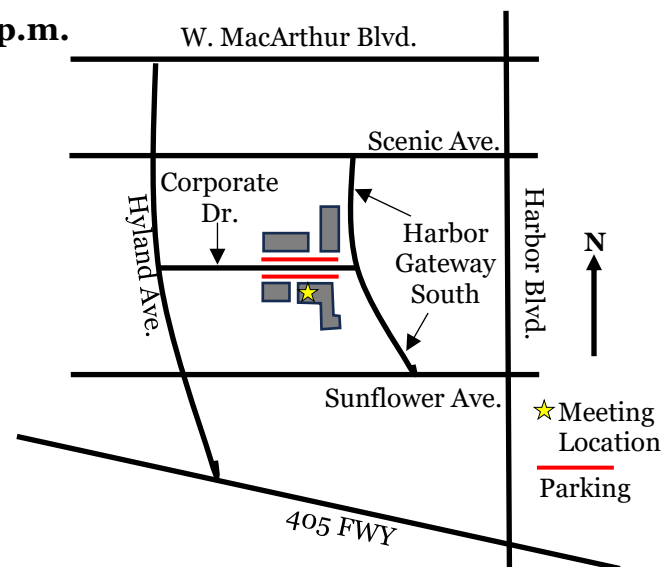 p.m.
W. MacArthur Blvd.
Scenic Ave.
Corporate
Dr.
Hyland Ave.
Harbor
Gateway
South
Harbor Blvd.
N
Sunflower Ave.
Meeting
Location
Parking
405 FWY